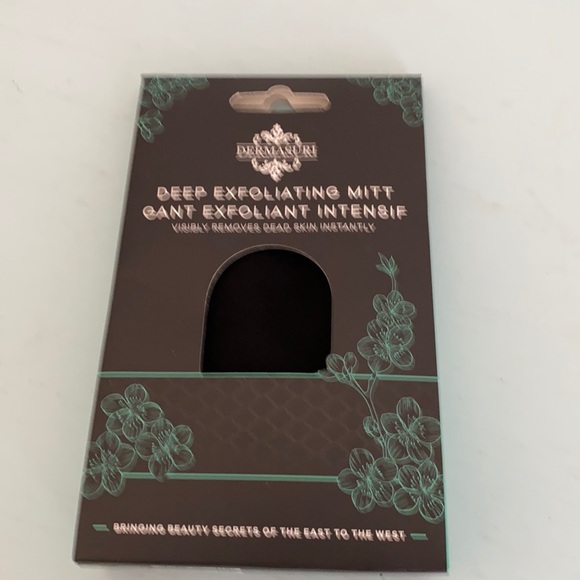 DERMASURI
DEEP EXFOLIATING MITT
GANT EXFOLIANT INTENSIF
VISIBLY REMOVES DEAD SKIN INSTANTLY
BRINGING BEAUTY SECRETS OF THE EAST TO THE WEST